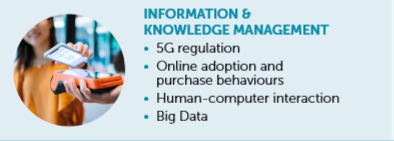 INFORMATION &
KNOWLEDGE MANAGEMENT
• 5G regulation
• Online adoption and
purchase behaviours
• Human-computer interaction
• Big Data